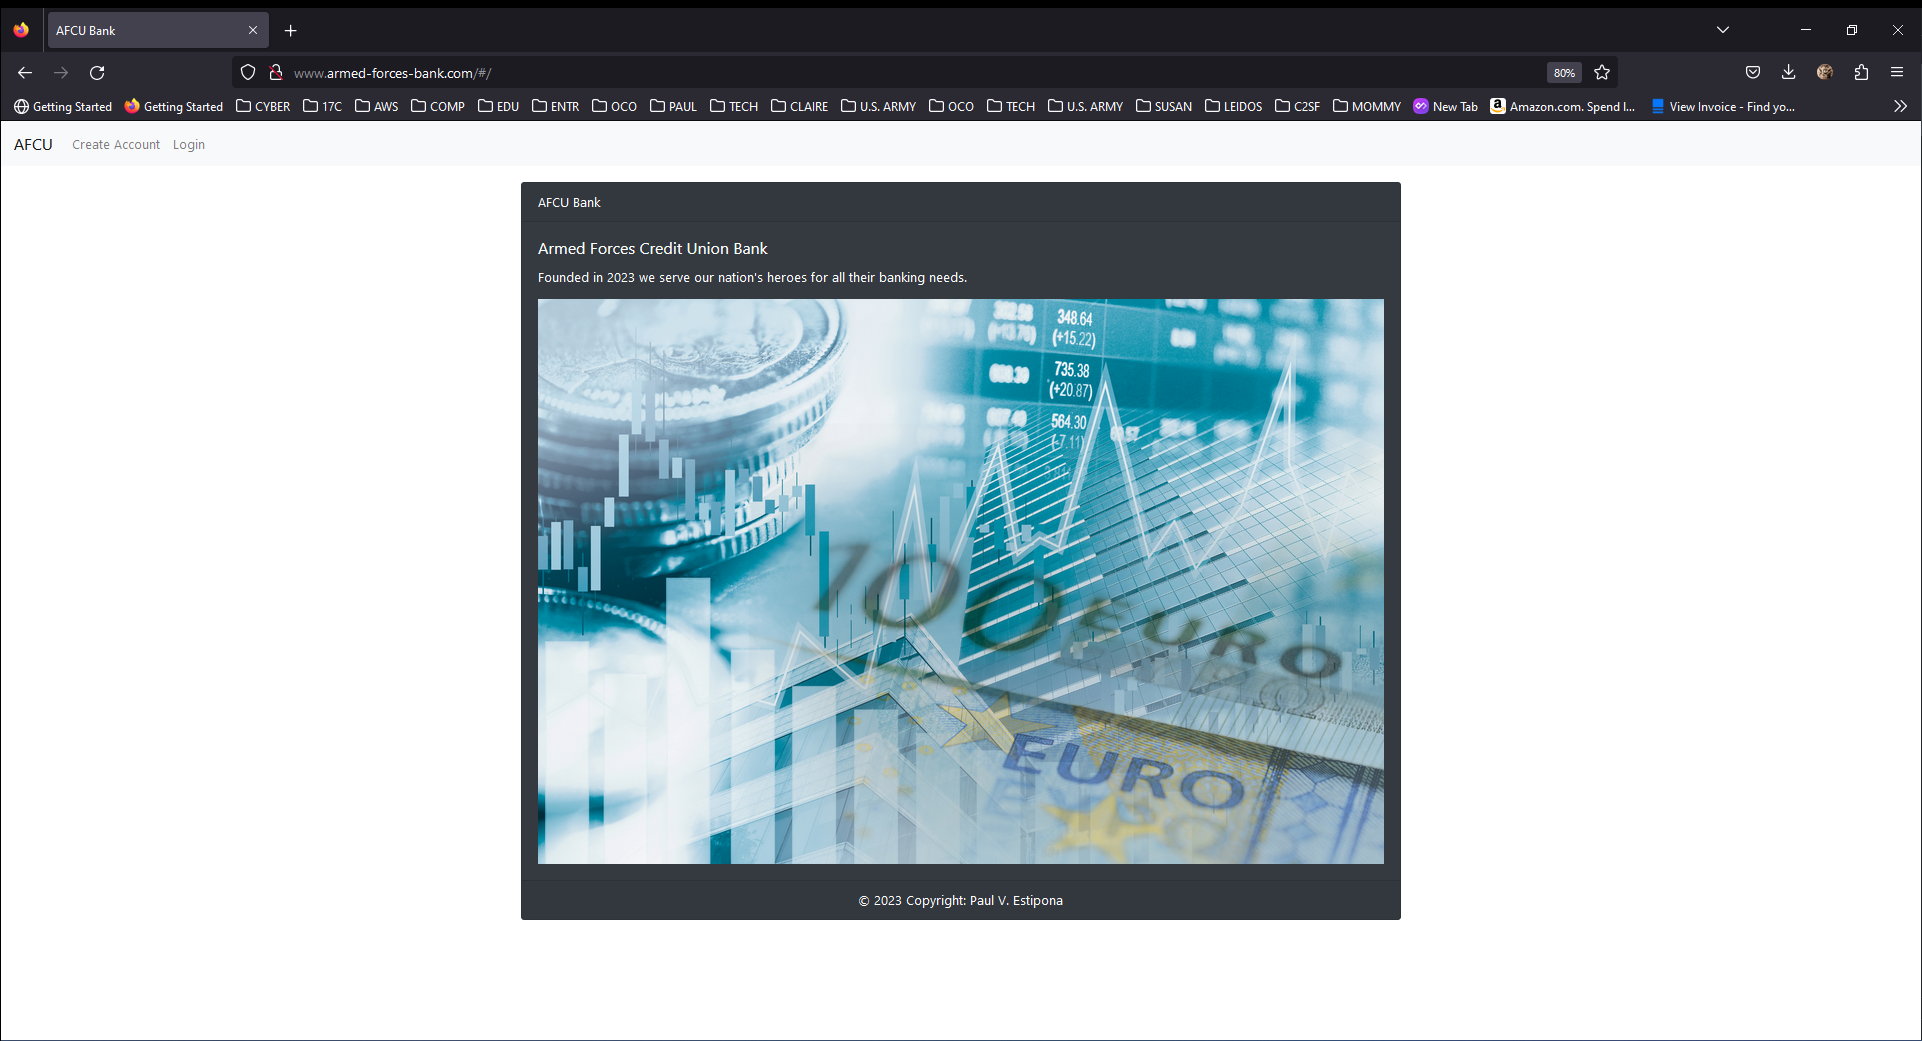 AFCU Bank
www.armed-forces-bank.com/#/
80%
Getting Started Getting Started CYBER 17C AWS COMP EDU ENTR OCO PAUL TECH CLAIRE U.S. ARMY OCO TECH U.S. ARMY SUSAN LEIDOS C2SF MOMMY New Tab Amazon.com. Spend l... View Invoice - Find yo...
AFCU Create Account Login
AFCU Bank
Armed Forces Credit Union Bank
Founded in 2023 we serve our nation's heroes for all their banking needs.
348.64
(+15.22)
735.38
(+20.87)
564.30
(-7.11)
100 EURO
EURO
© 2023 Copyright: Paul V. Estipona